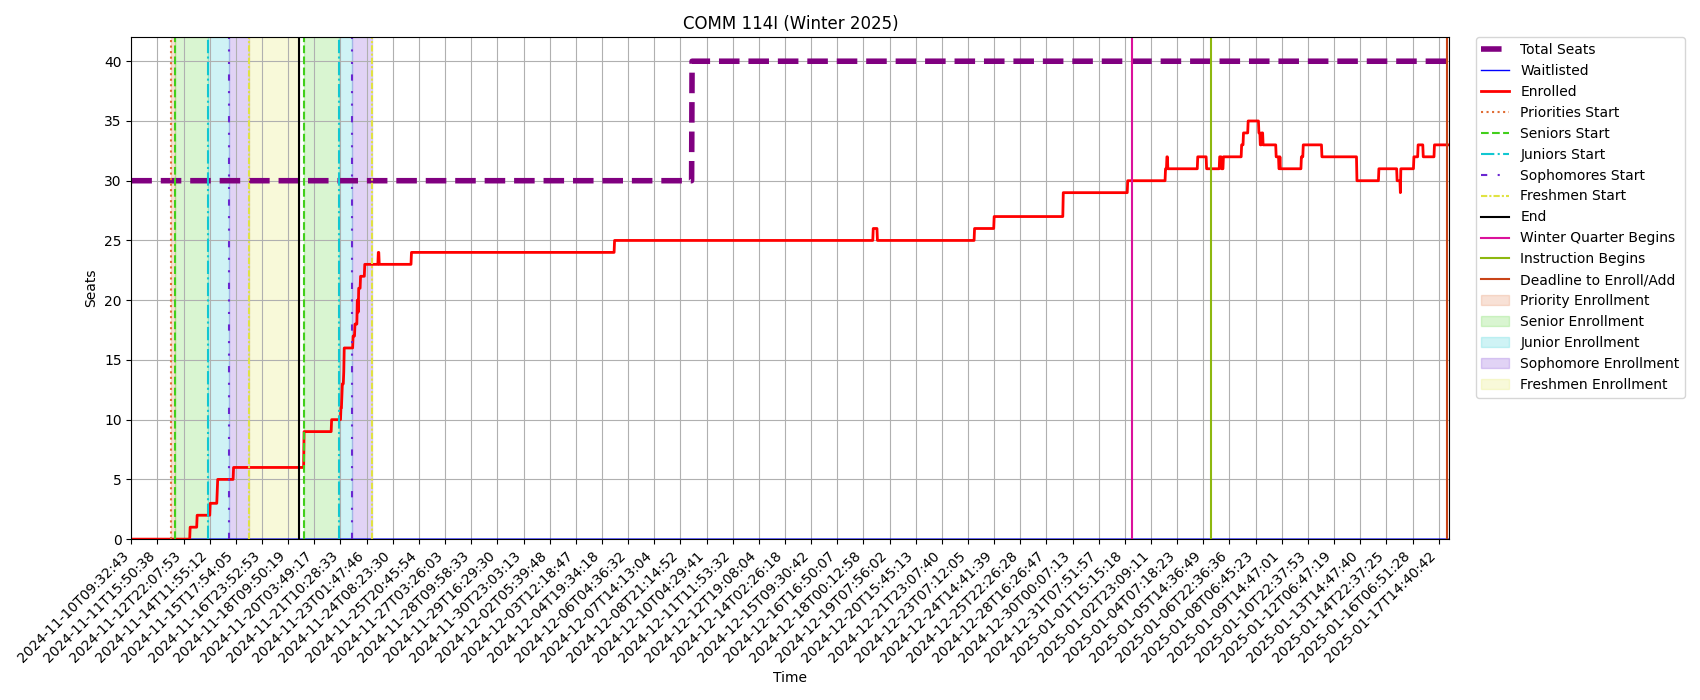 COMM 114I (Winter 2025)
Seats
40
35
30
25
20
15
10
5
0
2024-11-10T09:32:43
2024-11-11T15:50:38
2024-11-12T22:07:53
2024-11-14T11:55:12
2024-11-15T17:54:05
2024-11-16T23:52:53
2024-11-18T09:50:19
2024-11-20T03:49:17
2024-11-21T10:28:33
2024-11-23T01:47:46
2024-11-24T08:23:30
2024-11-25T20:45:54
2024-11-27T03:26:03
2024-11-28T09:58:33
2024-11-29T16:29:30
2024-11-30T23:03:13
2024-12-02T05:39:48
2024-12-03T12:18:47
2024-12-04T19:34:18
2024-12-06T04:36:32
2024-12-07T14:13:04
2024-12-08T21:14:52
2024-12-10T04:29:41
2024-12-11T11:53:32
2024-12-12T19:08:04
2024-12-14T02:26:18
2024-12-15T09:30:42
2024-12-16T16:50:07
2024-12-18T00:12:58
2024-12-19T07:56:02
2024-12-20T15:45:13
2024-12-21T23:07:40
2024-12-23T07:12:05
2024-12-24T14:41:39
2024-12-25T22:26:28
2024-12-28T16:26:47
2024-12-30T00:07:13
2024-12-31T07:51:57
2025-01-01T15:15:18
2025-01-02T23:09:11
2025-01-04T07:18:23
2025-01-05T14:36:49
2025-01-06T22:36:36
2025-01-08T06:45:23
2025-01-09T14:47:01
2025-01-10T22:37:53
2025-01-12T06:47:19
2025-01-13T14:47:40
2025-01-14T22:37:25
2025-01-16T06:51:28
2025-01-17T14:40:42
Time
Total Seats
Waitlisted
Enrolled
Priorities Start
Seniors Start
Juniors Start
Sophomores Start
Freshmen Start
End
Winter Quarter Begins
Instruction Begins
Deadline to Enroll/Add
Priority Enrollment
Senior Enrollment
Junior Enrollment
Sophomore Enrollment
Freshmen Enrollment